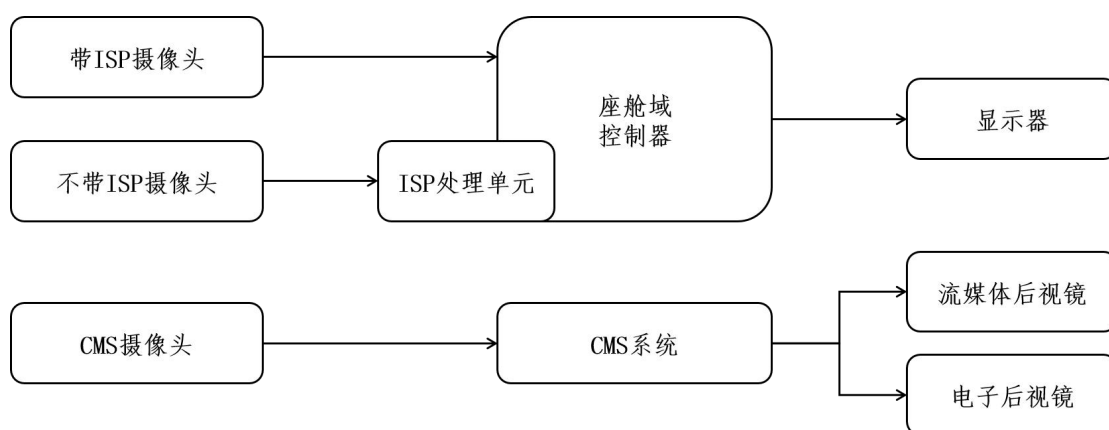 带ISP摄像头
座舱域
控制器
显示器
不带ISP摄像头
ISP处理单元
流媒体后视镜
CMS摄像头
CMS系统
电子后视镜